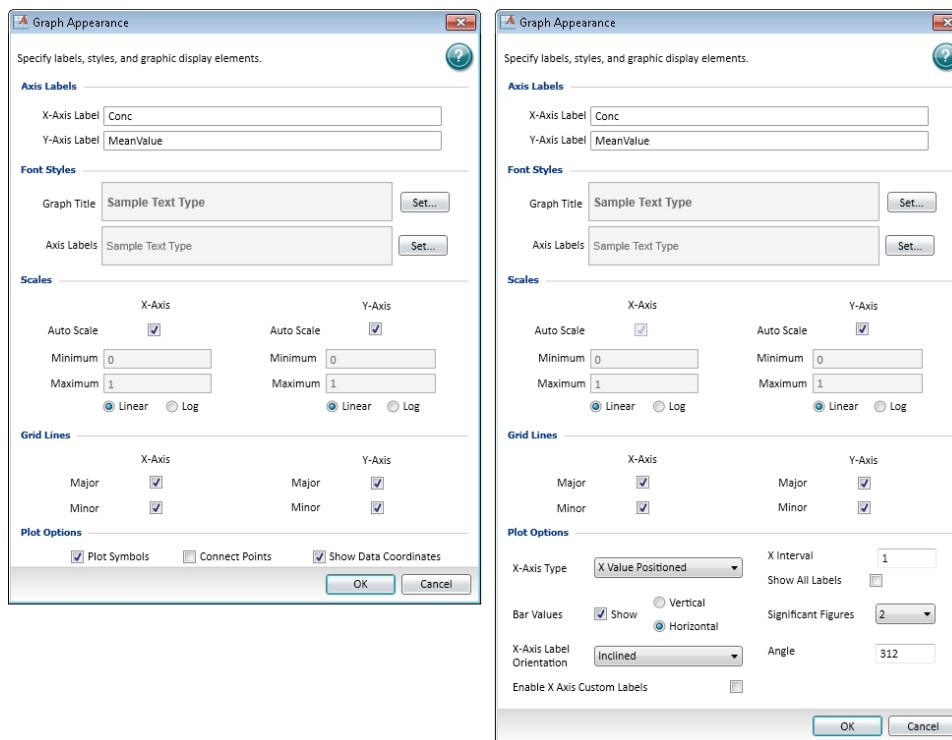 Graph Appearance
Specify labels, styles, and graphic display elements.
?
Axis Labels
X-Axis Label Conc
Y-Axis Label MeanValue
Font Styles
Graph Title Sample Text Type Set...
Axis Labels Sample Text Type Set...
Scales
X-Axis Y-Axis
Auto Scale Auto Scale
Minimum 0 Minimum 0
Maximum 1 Maximum 1
Linear Log Linear Log
Grid Lines
X-Axis Y-Axis
Major Major
Minor Minor
Plot Options
Plot Symbols Connect Points Show Data Coordinates
OK Cancel
Graph Appearance
Specify labels, styles, and graphic display elements.
?
Axis Labels
X-Axis Label Conc
Y-Axis Label MeanValue
Font Styles
Graph Title Sample Text Type Set...
Axis Labels Sample Text Type Set...
Scales
X-Axis Y-Axis
Auto Scale Auto Scale
Minimum 0 Minimum 0
Maximum 1 Maximum 1
Linear Log Linear Log
Grid Lines
X-Axis Y-Axis
Major Major
Minor Minor
Plot Options
X-Axis Type X Value Positioned X Interval 1
Show All Labels
Bar Values Show Vertical Horizontal Significant Figures 2
X-Axis Label Orientation Inclined Angle 312
Enable X Axis Custom Labels
OK Cancel